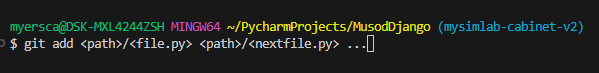 myersca@DSK-MXL4244ZSH MINGW64 ~/PycharmProjects/MusodDjango (mysimlab-cabinet-v2)
$ git add <path>/<file.py> <path>/<nextfile.py> ...